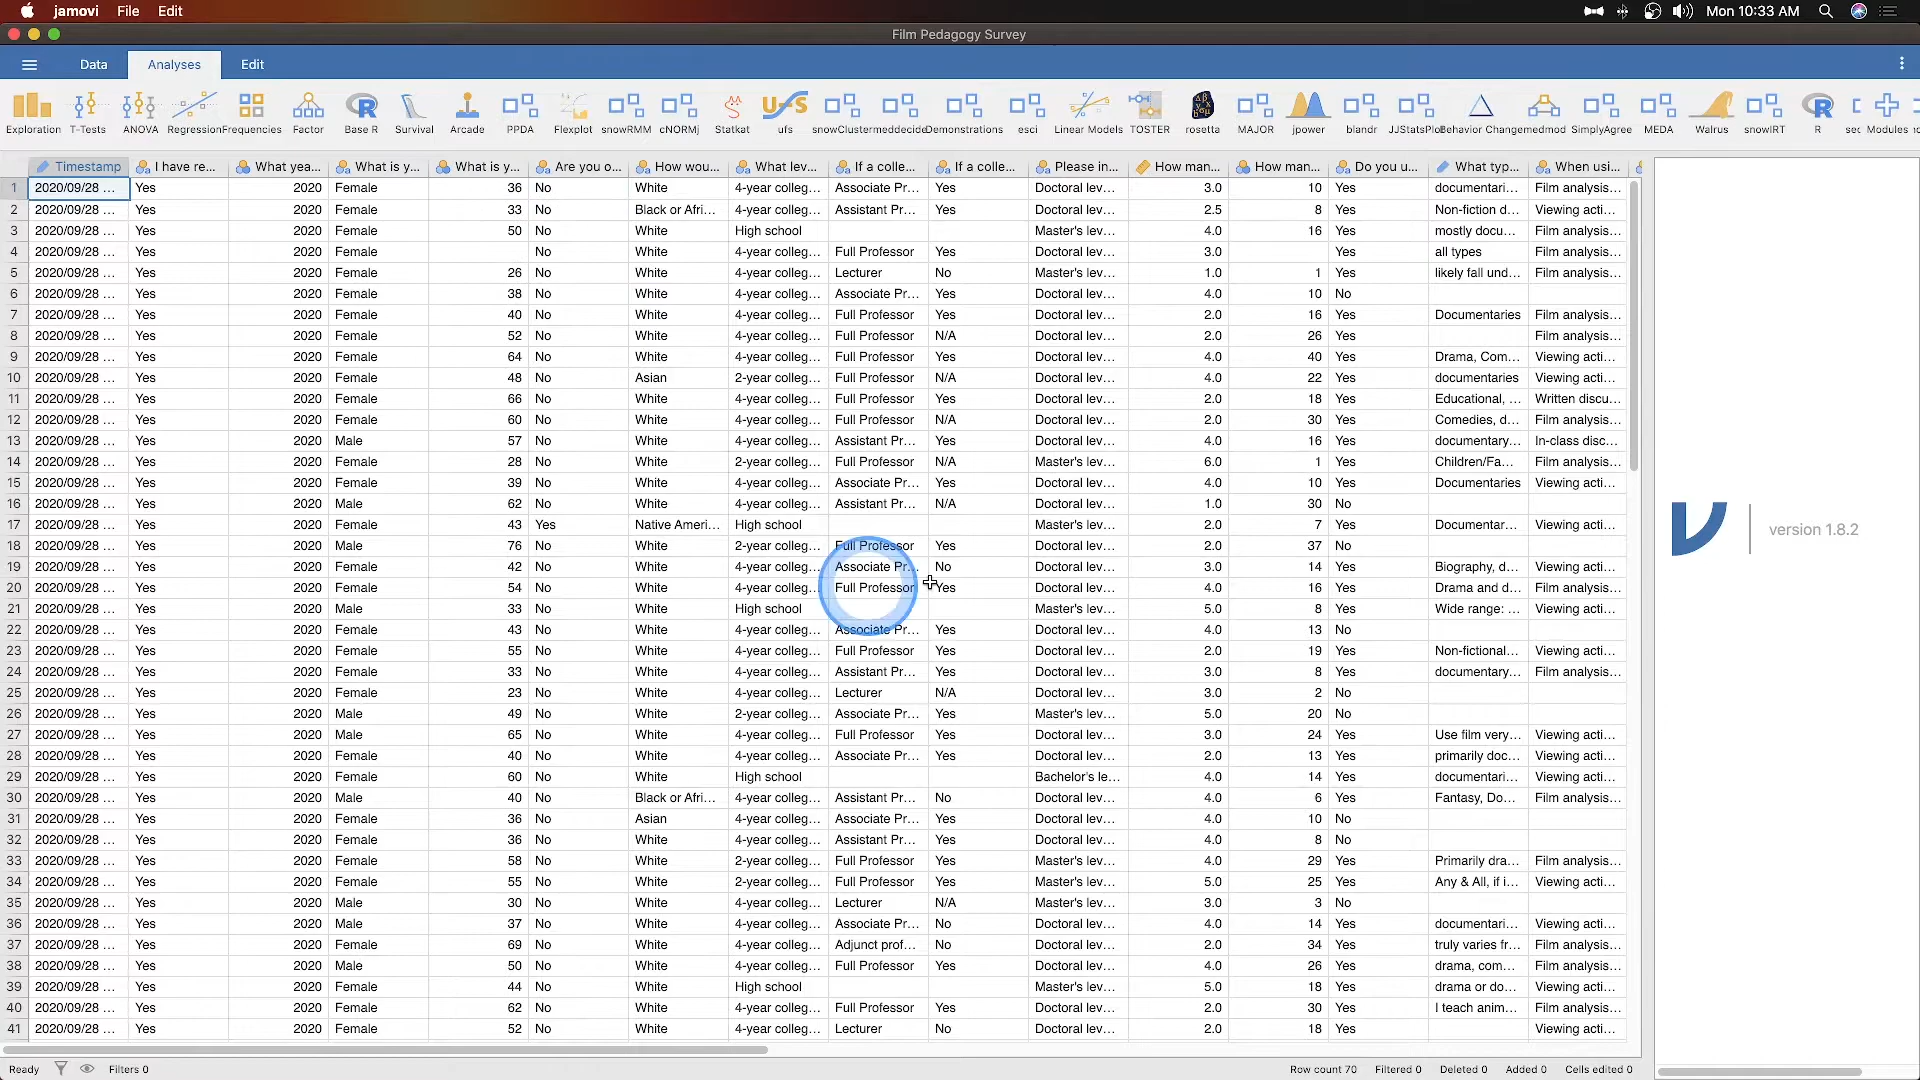 jamovi File Edit Mon 10:33 AM
Film Pedagogy Survey
Data Analyses Edit
Exploration T-Tests ANOVA Regression Frequencies Factor Base R Survival Arcade PPDA Flexplot snowRMM cNORMj Statkat ufs snowCluster meddecide Demonstrations esci Linear Models TOSTER rosetta MAJOR jpower blandr JJStatsPlot Behavior Change medmod SimplyAgree MEDA Walrus snowIRT R sec Modules
Timestamp I have re... What yea... What is y... What is y... Are you o... How wou... What lev... If a colle... If a colle... Please in... How man... How man... Do you u... What typ... When usi...
1 2020/09/28 ... Yes 2020 Female 36 No White 4-year colleg... Associate Pr... Yes Doctoral lev... 3.0 10 Yes documentari... Film analysis...
2 2020/09/28 ... Yes 2020 Female 33 No Black or Afri... 4-year colleg... Assistant Pr... Yes Doctoral lev... 2.5 8 Yes Non-fiction d... Viewing acti...
3 2020/09/28 ... Yes 2020 Female 50 No White High school Master's lev... 4.0 16 Yes mostly docu... Film analysis...
4 2020/09/28 ... Yes 2020 Female No White 4-year colleg... Full Professor Yes Doctoral lev... 3.0 Yes all types Film analysis...
5 2020/09/28 ... Yes 2020 Female 26 No White 4-year colleg... Lecturer No Master's lev... 1.0 1 Yes likely fall und... Film analysis...
6 2020/09/28 ... Yes 2020 Female 38 No White 4-year colleg... Associate Pr... Yes Doctoral lev... 4.0 10 No
7 2020/09/28 ... Yes 2020 Female 40 No White 4-year colleg... Full Professor Yes Doctoral lev... 2.0 16 Yes Documentaries Film analysis...
8 2020/09/28 ... Yes 2020 Female 52 No White 4-year colleg... Full Professor N/A Doctoral lev... 2.0 26 Yes Film analysis...
9 2020/09/28 ... Yes 2020 Female 64 No White 4-year colleg... Full Professor Yes Doctoral lev... 4.0 40 Yes Drama, Com... Viewing acti...
10 2020/09/28 ... Yes 2020 Female 48 No Asian 2-year colleg... Full Professor N/A Doctoral lev... 4.0 22 Yes documentaries Viewing acti...
11 2020/09/28 ... Yes 2020 Female 66 No White 4-year colleg... Full Professor Yes Doctoral lev... 2.0 18 Yes Educational, ... Written discu...
12 2020/09/28 ... Yes 2020 Female 60 No White 4-year colleg... Full Professor N/A Doctoral lev... 2.0 30 Yes Comedies, d... Film analysis...
13 2020/09/28 ... Yes 2020 Male 57 No White 4-year colleg... Assistant Pr... Yes Doctoral lev... 4.0 16 Yes documentary... In-class disc...
14 2020/09/28 ... Yes 2020 Female 28 No White 2-year colleg... Full Professor N/A Master's lev... 6.0 1 Yes Children/Fa... Film analysis...
15 2020/09/28 ... Yes 2020 Female 39 No White 4-year colleg... Associate Pr... Yes Doctoral lev... 4.0 10 Yes Documentaries Viewing acti...
16 2020/09/28 ... Yes 2020 Male 62 No White 4-year colleg... Assistant Pr... N/A Doctoral lev... 1.0 30 No
17 2020/09/28 ... Yes 2020 Female 43 Yes Native Ameri... High school Master's lev... 2.0 7 Yes Documentar... Viewing acti...
18 2020/09/28 ... Yes 2020 Male 76 No White 2-year colleg... Full Professor Yes Doctoral lev... 2.0 37 No
19 2020/09/28 ... Yes 2020 Female 42 No White 4-year colleg... Associate Pr... No Doctoral lev... 3.0 14 Yes Biography, d... Viewing acti...
20 2020/09/28 ... Yes 2020 Female 54 No White 4-year colleg... Full Professor Yes Doctoral lev... 4.0 16 Yes Drama and d... Film analysis...
21 2020/09/28 ... Yes 2020 Male 33 No White High school Master's lev... 5.0 8 Yes Wide range: ... Viewing acti...
22 2020/09/28 ... Yes 2020 Female 43 No White 4-year colleg... Associate Pr... Yes Doctoral lev... 4.0 13 No
23 2020/09/28 ... Yes 2020 Female 55 No White 4-year colleg... Full Professor Yes Doctoral lev... 2.0 19 Yes Non-fictional... Viewing acti...
24 2020/09/28 ... Yes 2020 Female 33 No White 4-year colleg... Assistant Pr... Yes Doctoral lev... 3.0 8 Yes documentary... Film analysis...
25 2020/09/28 ... Yes 2020 Female 23 No White 4-year colleg... Lecturer N/A Doctoral lev... 3.0 2 No
26 2020/09/28 ... Yes 2020 Male 49 No White 2-year colleg... Associate Pr... Yes Master's lev... 5.0 20 No
27 2020/09/28 ... Yes 2020 Male 65 No White 4-year colleg... Full Professor Yes Doctoral lev... 3.0 24 Yes Use film very... Viewing acti...
28 2020/09/28 ... Yes 2020 Female 40 No White 4-year colleg... Associate Pr... Yes Doctoral lev... 2.0 13 Yes primarily doc... Viewing acti...
29 2020/09/28 ... Yes 2020 Female 60 No White High school Bachelor's le... 4.0 14 Yes documentari... Viewing acti...
30 2020/09/28 ... Yes 2020 Male 40 No Black or Afri... 4-year colleg... Assistant Pr... No Doctoral lev... 4.0 6 Yes Fantasy, Do... Film analysis...
31 2020/09/28 ... Yes 2020 Female 36 No Asian 4-year colleg... Associate Pr... Yes Doctoral lev... 4.0 10 No
32 2020/09/28 ... Yes 2020 Female 36 No White 4-year colleg... Assistant Pr... Yes Doctoral lev... 4.0 8 No
33 2020/09/28 ... Yes 2020 Female 58 No White 2-year colleg... Full Professor Yes Master's lev... 4.0 29 Yes Primarily dra... Film analysis...
34 2020/09/28 ... Yes 2020 Female 55 No White 2-year colleg... Full Professor Yes Master's lev... 5.0 25 Yes Any & All, if i... Viewing acti...
35 2020/09/28 ... Yes 2020 Male 30 No White 4-year colleg... Lecturer N/A Master's lev... 3.0 3 No
36 2020/09/28 ... Yes 2020 Male 37 No White 4-year colleg... Associate Pr... No Doctoral lev... 4.0 14 Yes documentari... Viewing acti...
37 2020/09/28 ... Yes 2020 Female 69 No White 4-year colleg... Adjunct prof... No Doctoral lev... 2.0 34 Yes truly varies fr... Film analysis...
38 2020/09/28 ... Yes 2020 Male 50 No White 4-year colleg... Full Professor Yes Doctoral lev... 4.0 26 Yes drama, com... Film analysis...
39 2020/09/28 ... Yes 2020 Female 44 No White High school Master's lev... 5.0 18 Yes drama or do... Viewing acti...
40 2020/09/28 ... Yes 2020 Female 62 No White 4-year colleg... Full Professor Yes Doctoral lev... 2.0 30 Yes I teach anim... Film analysis...
41 2020/09/28 ... Yes 2020 Female 52 No White 4-year colleg... Lecturer No Doctoral lev... 2.0 18 Yes Viewing acti...
version 1.8.2
Ready Filters 0 Row count 70 Filtered 0 Deleted 0 Added 0 Cells edited 0